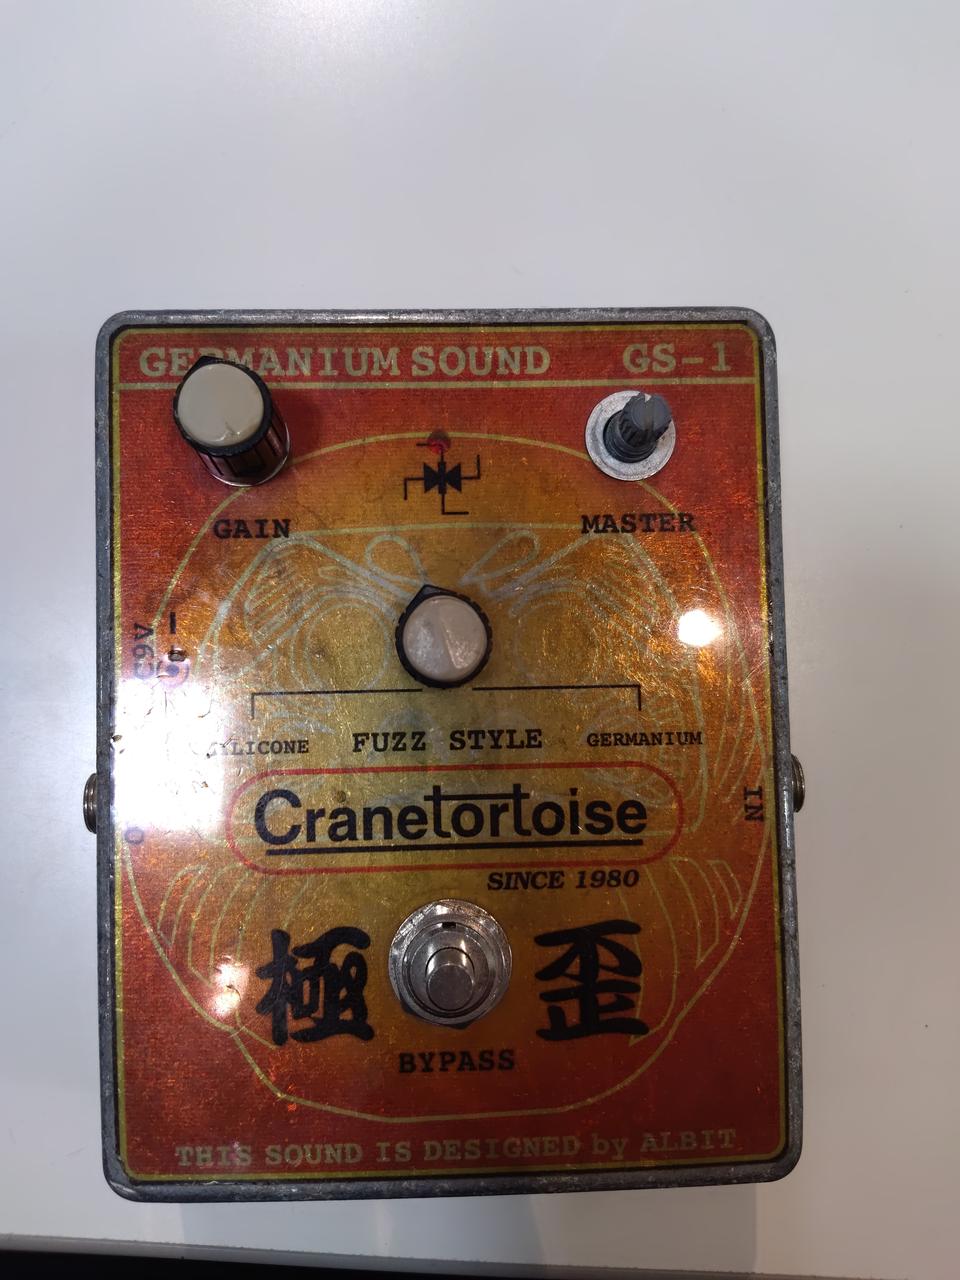 GERMANIUM SOUND GS-1
GAIN
MASTER
FUZZ STYLE
GERMANIUM
IN
Cranetortoise
SINCE 1980
極 歪
BYPASS
THIS SOUND IS DESIGNED by ALBIT